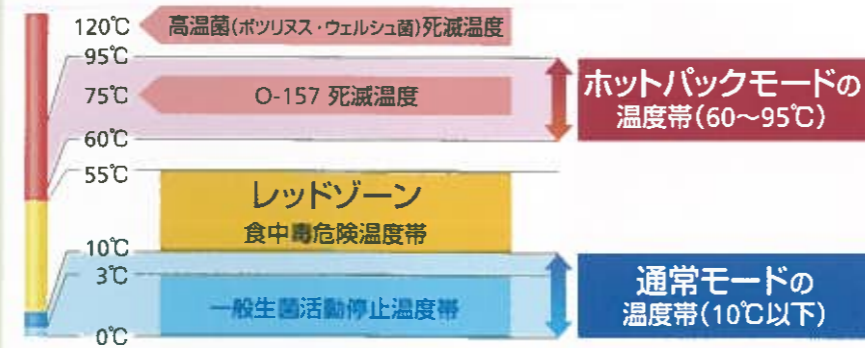 120℃
高温菌(ボツリヌス・ウェルシュ菌)死滅温度
95℃
75℃
O-157 死滅温度
60℃
ホットパックモードの
温度帯(60〜95℃)
55℃
レッドゾーン
食中毒危険温度帯
10℃
3℃
一般生菌活動停止温度帯
0℃
通常モードの
温度帯(10℃以下)